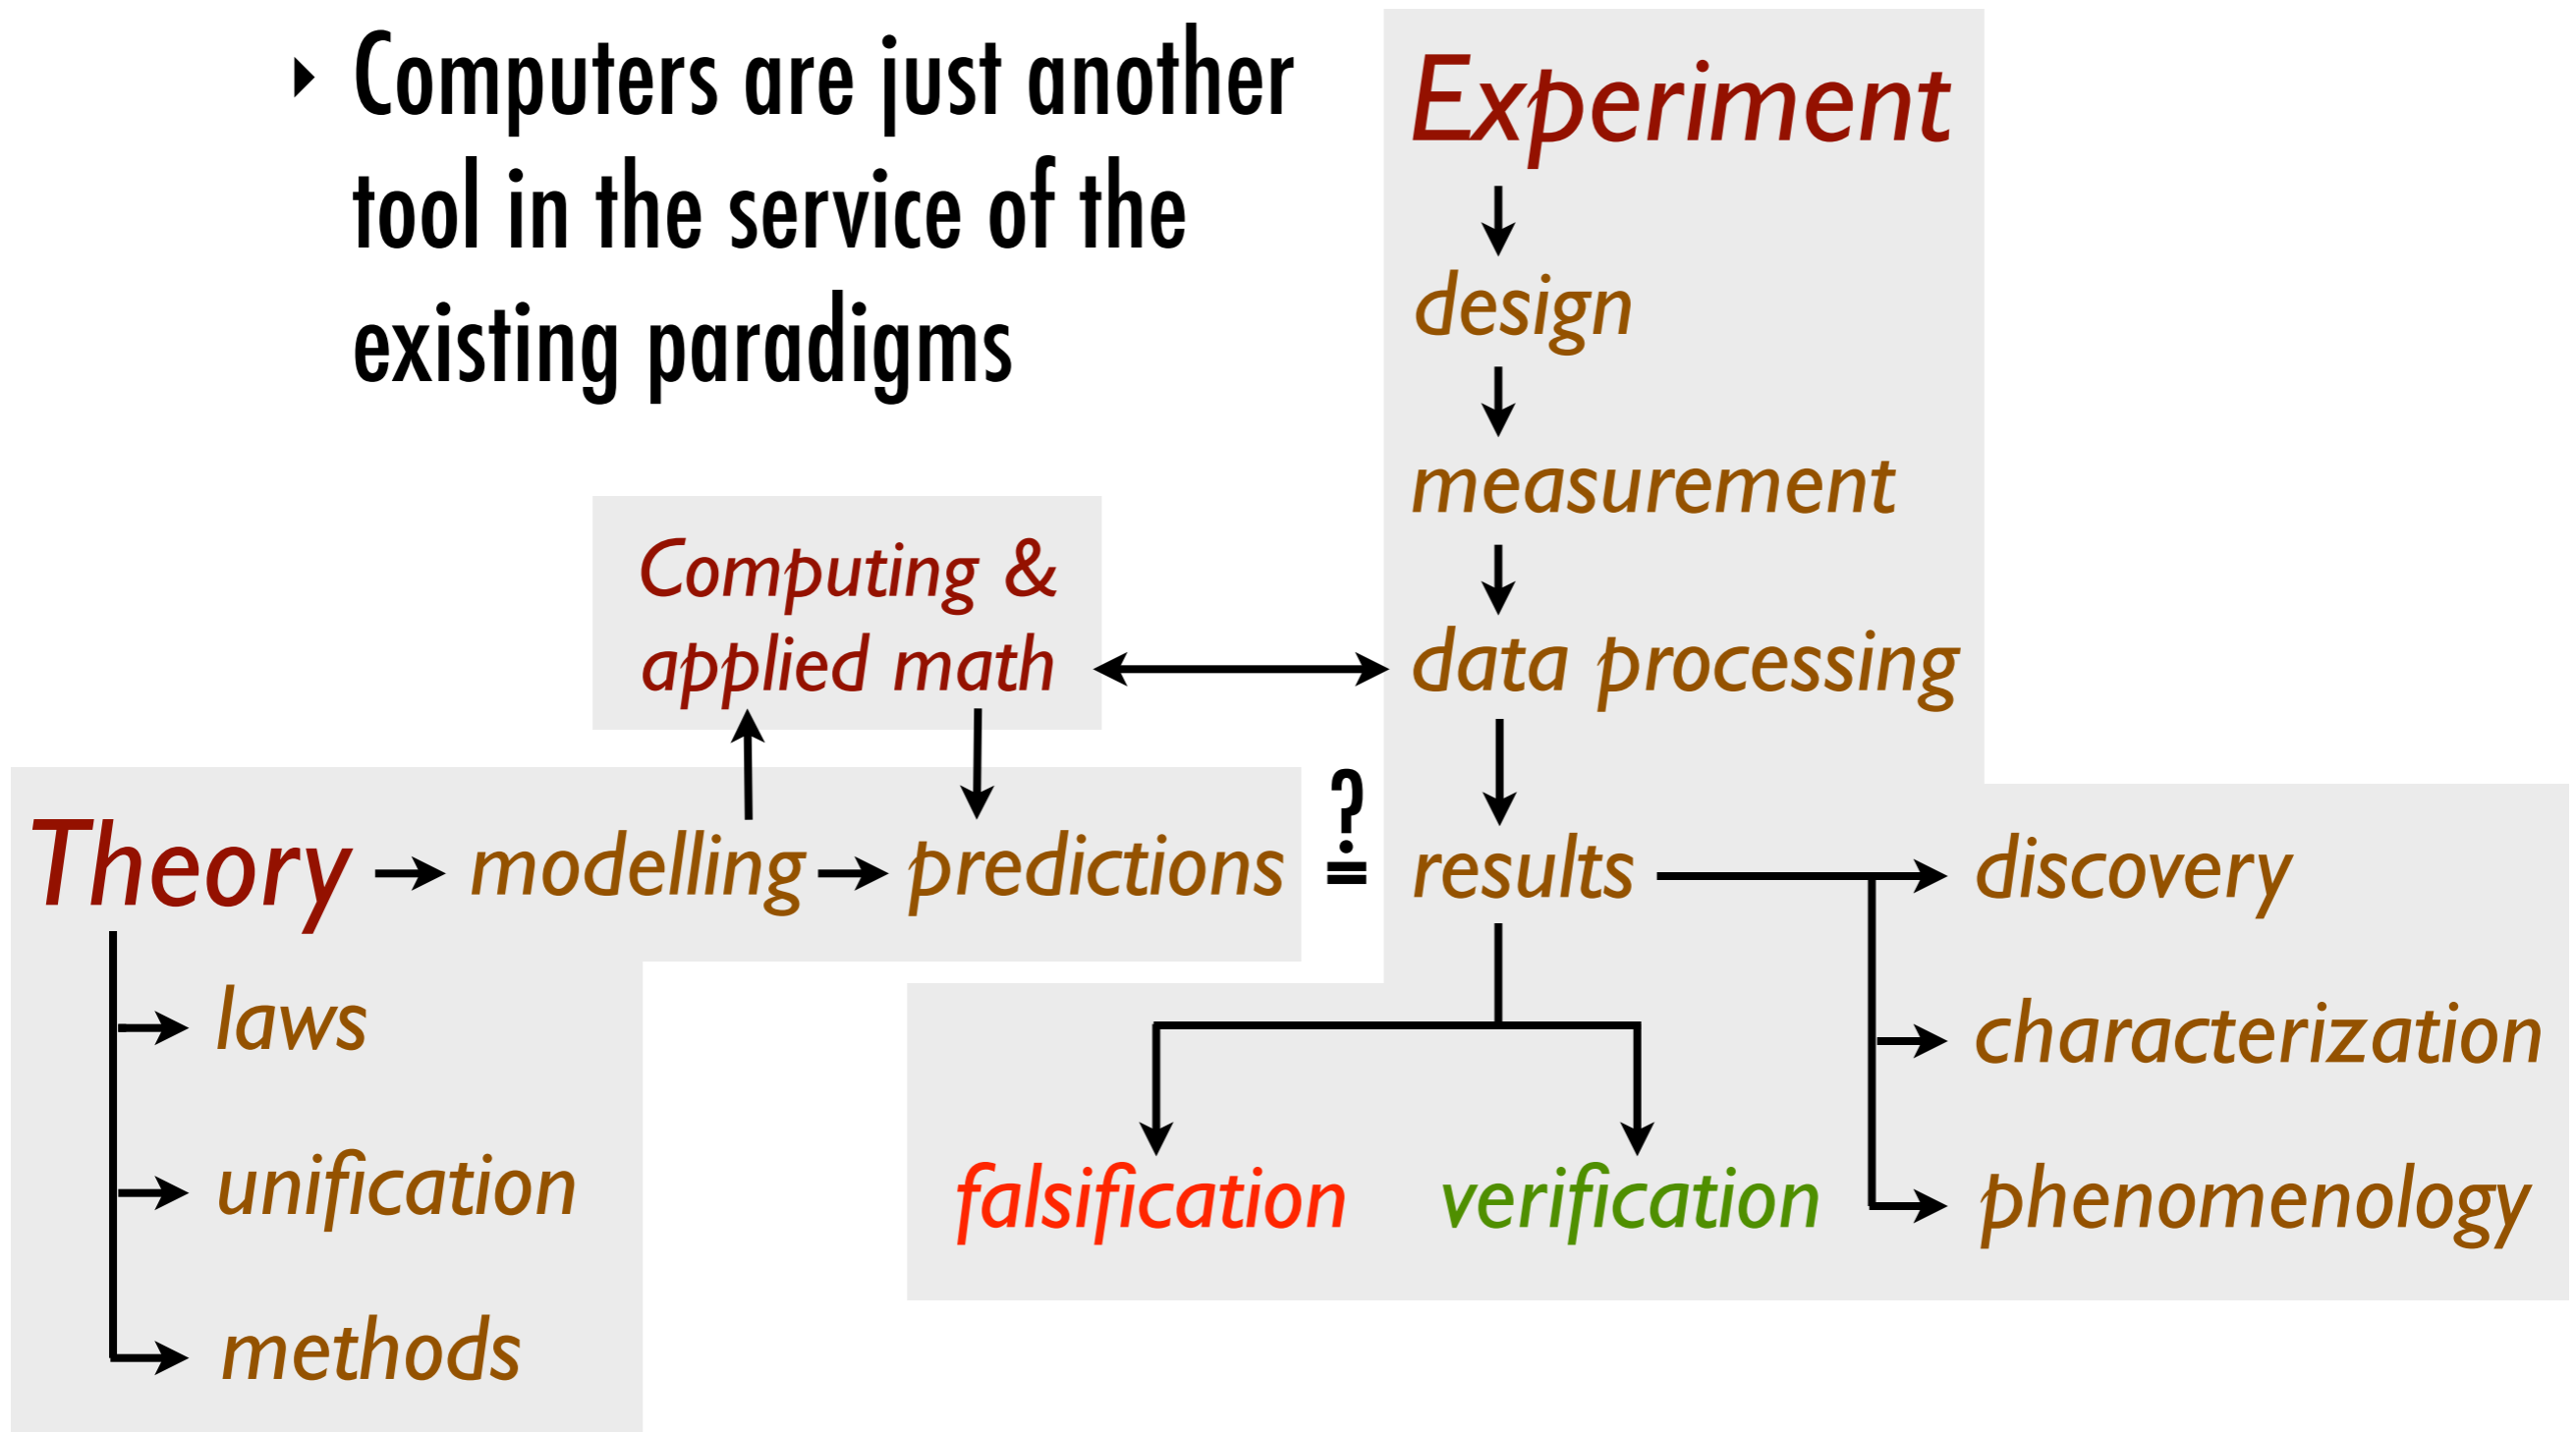 ‣ Computers are just another
tool in the service of the
existing paradigms
Experiment
design
measurement
data processing
Computing &
applied math
Theory
modelling
predictions
?
=
results
discovery
laws
characterization
unification
falsification
verification
phenomenology
methods